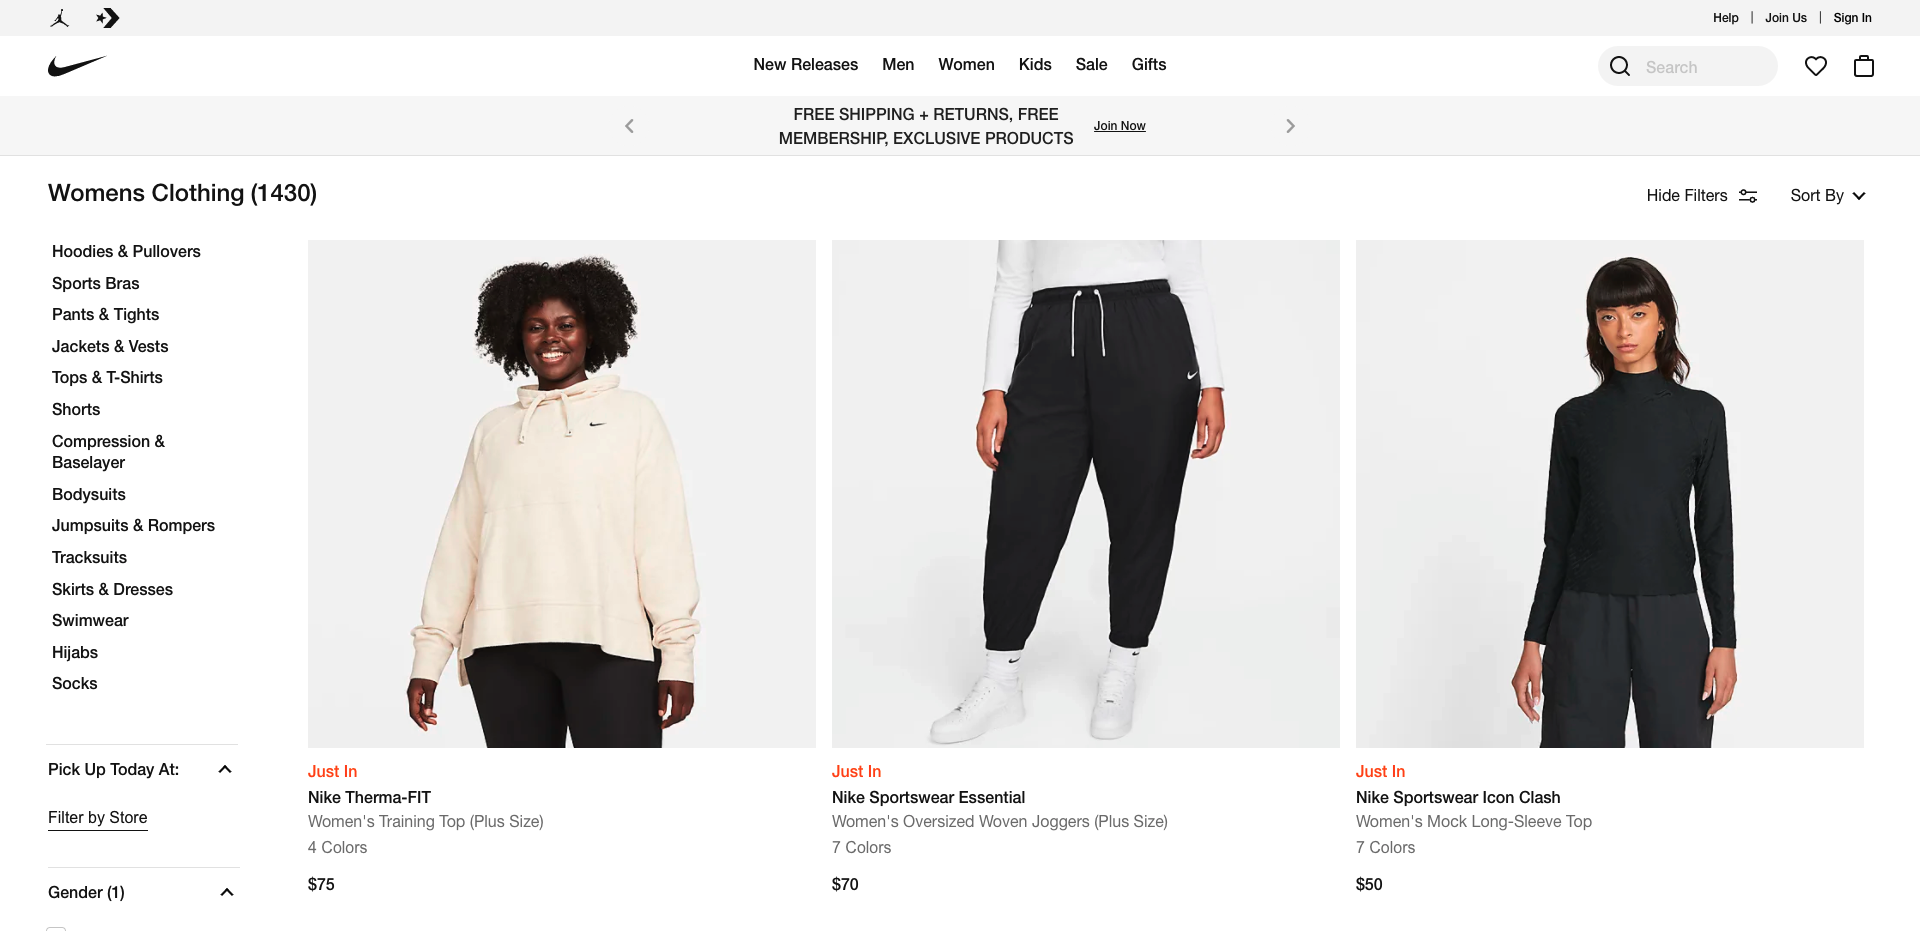 Help | Join Us | Sign In
New Releases Men Women Kids Sale Gifts
Search
FREE SHIPPING + RETURNS, FREE
MEMBERSHIP, EXCLUSIVE PRODUCTS
Join Now
Womens Clothing (1430)
Hide Filters
Sort By
Hoodies & Pullovers
Sports Bras
Pants & Tights
Jackets & Vests
Tops & T-Shirts
Shorts
Compression &
Baselayer
Bodysuits
Jumpsuits & Rompers
Tracksuits
Skirts & Dresses
Swimwear
Hijabs
Socks
Pick Up Today At:
Filter by Store
Gender (1)
Just In
Nike Therma-FIT
Women's Training Top (Plus Size)
4 Colors
$75
Just In
Nike Sportswear Essential
Women's Oversized Woven Joggers (Plus Size)
7 Colors
$70
Just In
Nike Sportswear Icon Clash
Women's Mock Long-Sleeve Top
7 Colors
$50